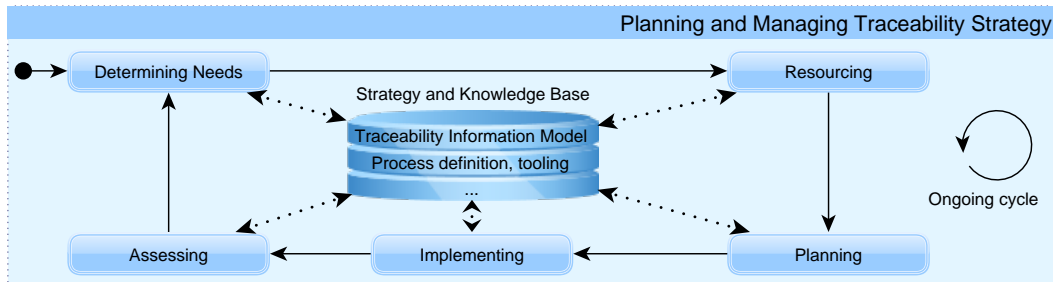 Planning and Managing Traceability Strategy
Determining Needs
Resourcing
Strategy and Knowledge Base
Traceability Information Model
Process definition, tooling
...
Ongoing cycle
Assessing
Implementing
Planning